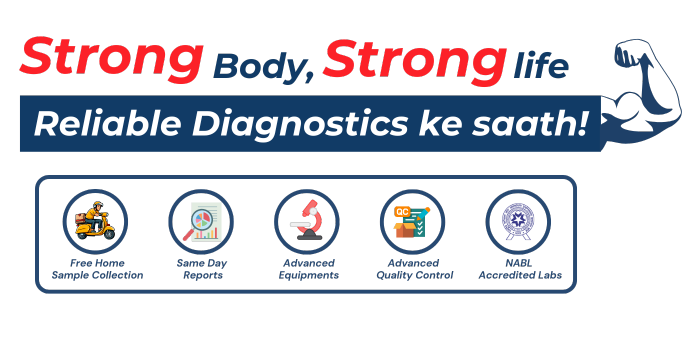 Strong Body, Strong life
Reliable Diagnostics ke saath!
QC
Free Home
Sample Collection
Same Day
Reports
Advanced
Equipments
Advanced
Quality Control
NABL
Accredited Labs